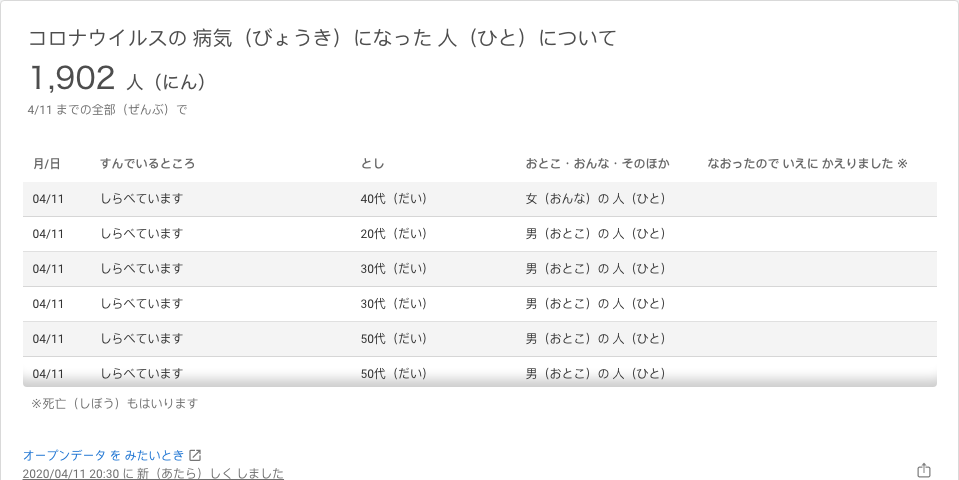 コロナウイルスの 病気（びょうき）になった 人（ひと）について
1,902 人（にん）
4/11 までの全部（ぜんぶ）で
月/日 すんでいるところ とし おとこ・おんな・そのほか なおったので いえに かえりました ※
04/11 しらべています 40代（だい） 女（おんな）の 人（ひと）
04/11 しらべています 20代（だい） 男（おとこ）の 人（ひと）
04/11 しらべています 30代（だい） 男（おとこ）の 人（ひと）
04/11 しらべています 30代（だい） 男（おとこ）の 人（ひと）
04/11 しらべています 50代（だい） 男（おとこ）の 人（ひと）
04/11 しらべています 50代（だい） 男（おとこ）の 人（ひと）
※死亡（しぼう）もはいります
オープンデータ を みたいとき
2020/04/11 20:30 に 新（あたら）しく しました